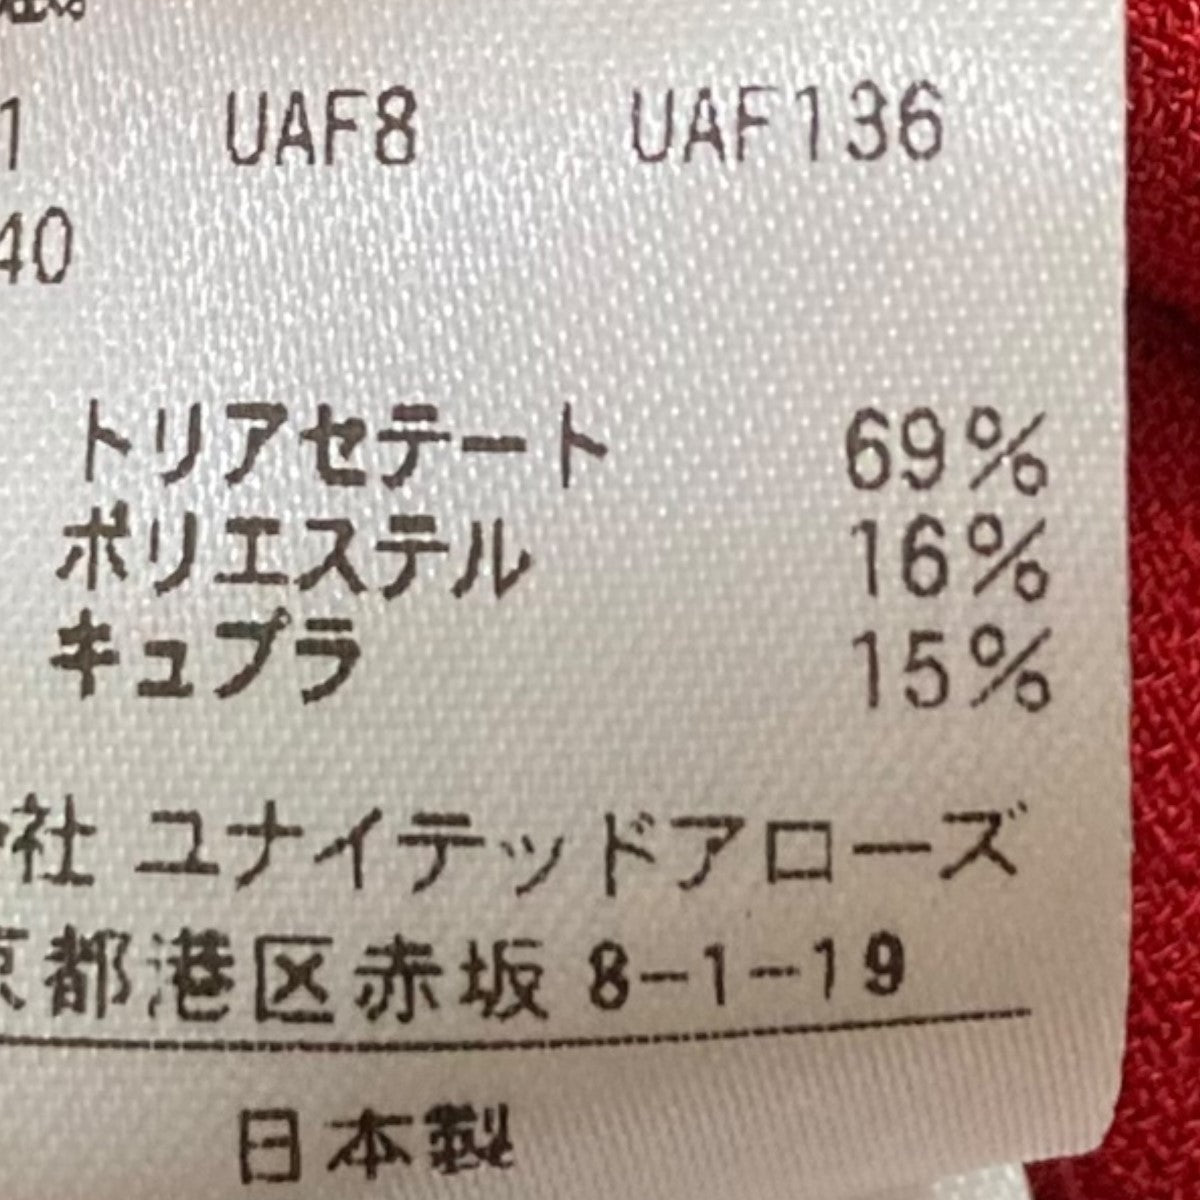 1 UAF8 UAF136
40
トリアセテート 69%
ポリエステル 16%
キュプラ 15%
社 ユナイテッドアローズ
京都港区赤坂 8-1-19
日本製